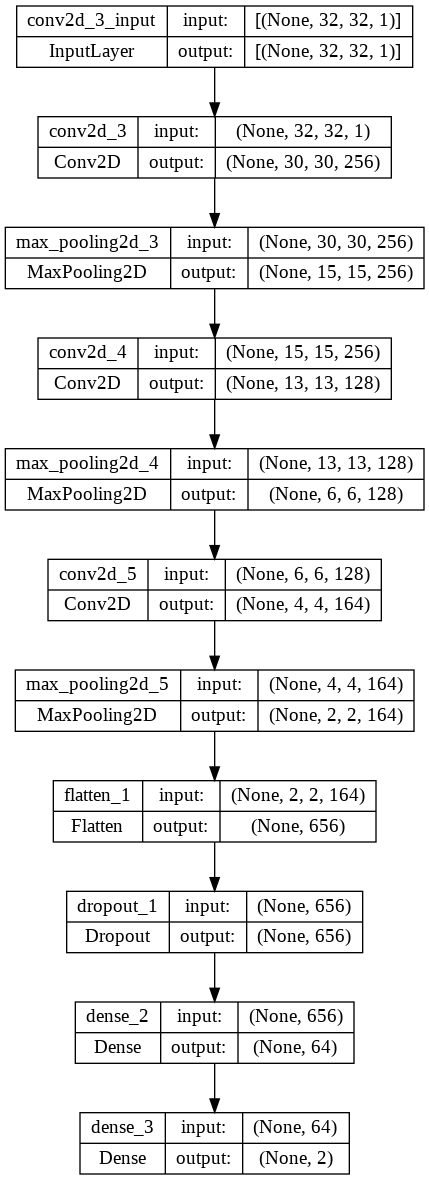 conv2d_3_input input: [(None, 32, 32, 1)]
InputLayer output: [(None, 32, 32, 1)]
conv2d_3 input: (None, 32, 32, 1)
Conv2D output: (None, 30, 30, 256)
max_pooling2d_3 input: (None, 30, 30, 256)
MaxPooling2D output: (None, 15, 15, 256)
conv2d_4 input: (None, 15, 15, 256)
Conv2D output: (None, 13, 13, 128)
max_pooling2d_4 input: (None, 13, 13, 128)
MaxPooling2D output: (None, 6, 6, 128)
conv2d_5 input: (None, 6, 6, 128)
Conv2D output: (None, 4, 4, 164)
max_pooling2d_5 input: (None, 4, 4, 164)
MaxPooling2D output: (None, 2, 2, 164)
flatten_1 input: (None, 2, 2, 164)
Flatten output: (None, 656)
dropout_1 input: (None, 656)
Dropout output: (None, 656)
dense_2 input: (None, 656)
Dense output: (None, 64)
dense_3 input: (None, 64)
Dense output: (None, 2)